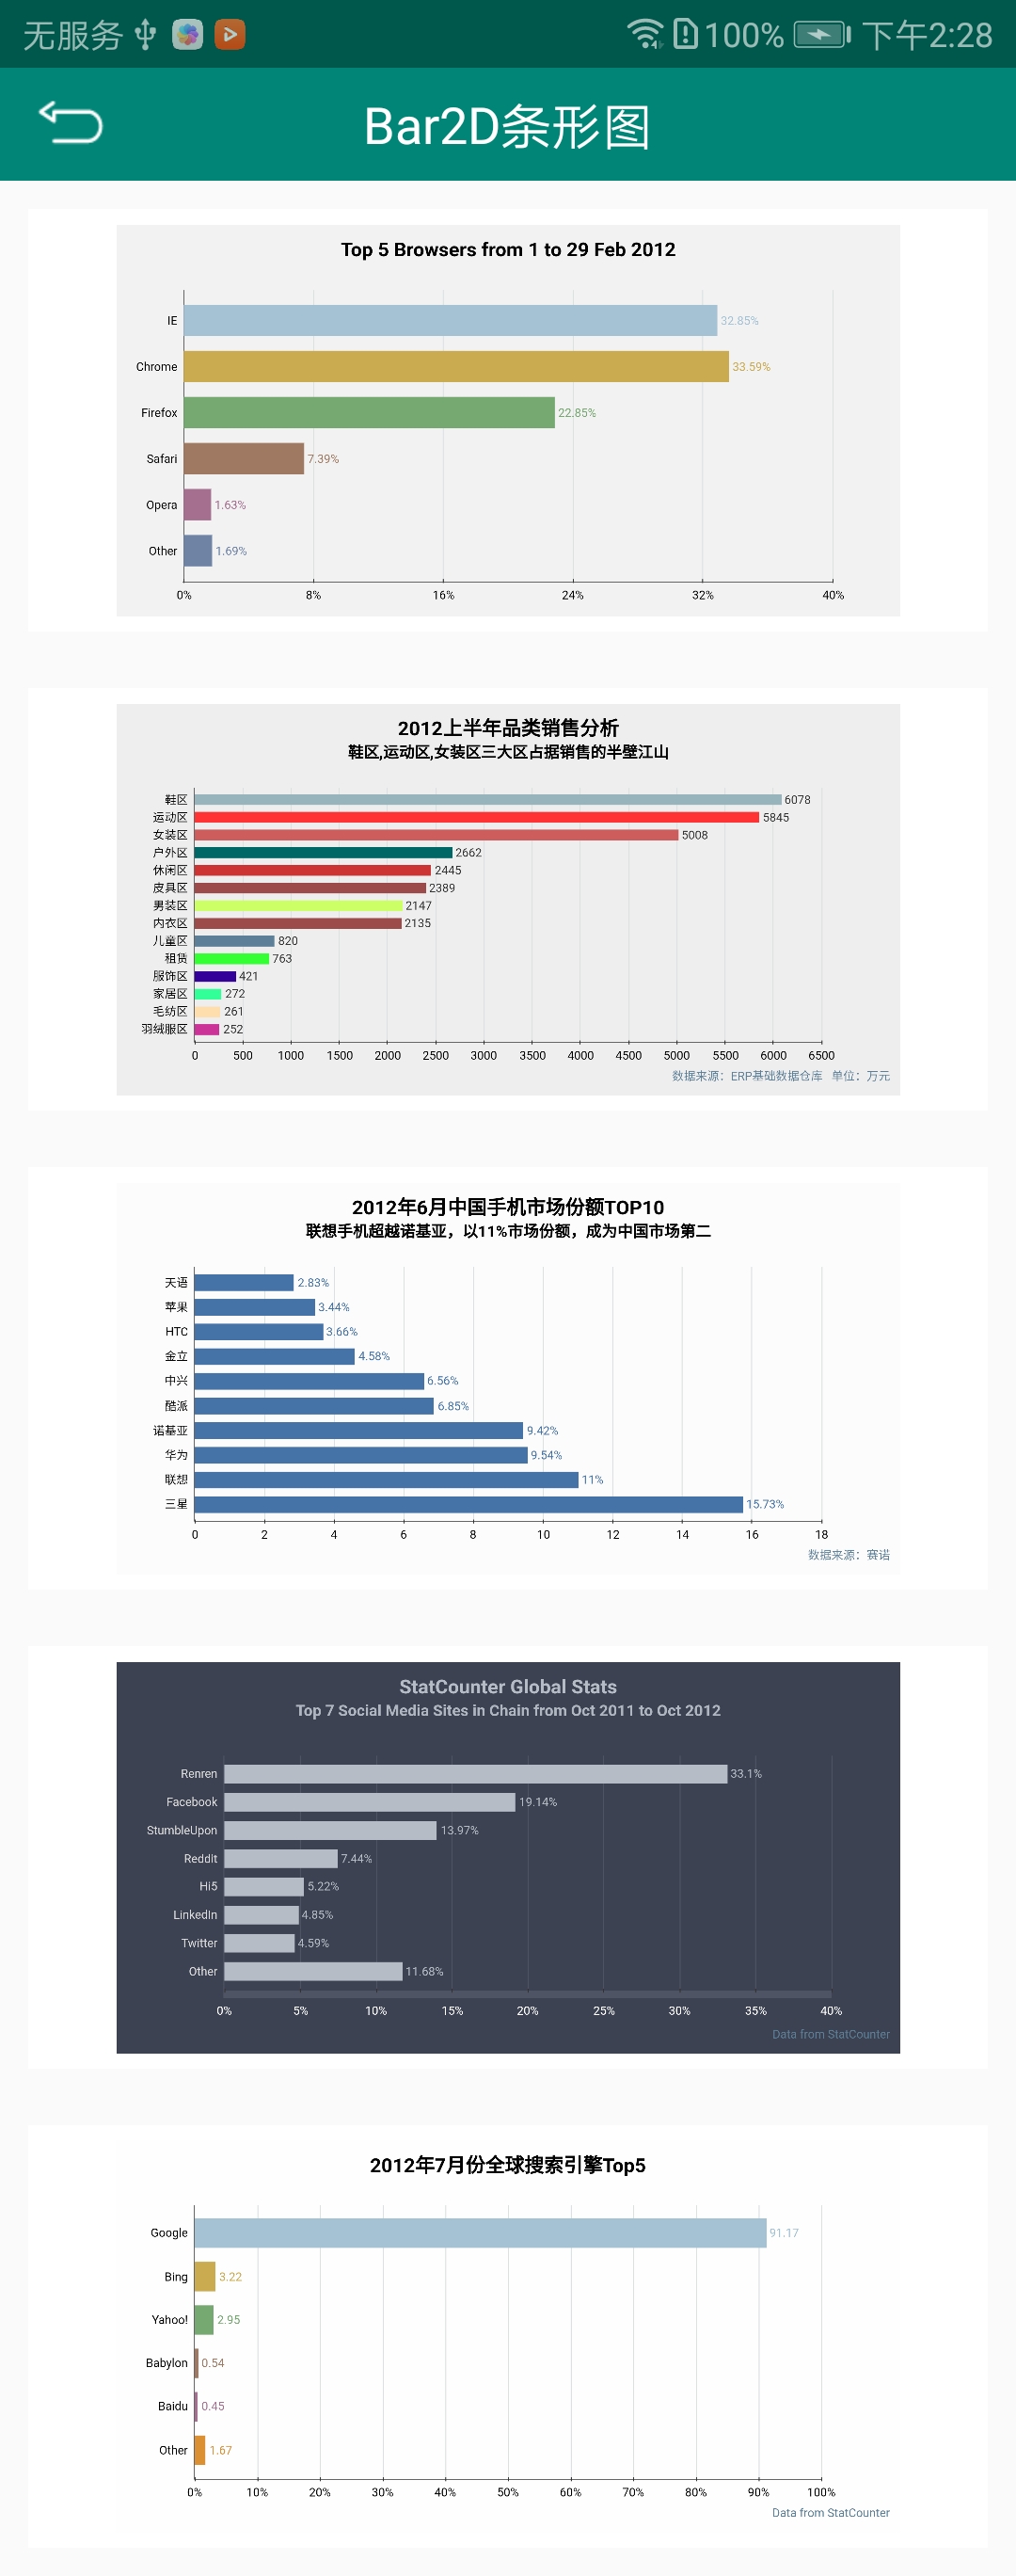 无服务 100% 下午2:28
Bar2D条形图
Top 5 Browsers from 1 to 29 Feb 2012
IE 32.85%
Chrome 33.59%
Firefox 22.85%
Safari 7.39%
Opera 1.63%
Other 1.69%
0% 8% 16% 24% 32% 40%
2012上半年品类销售分析
鞋区,运动区,女装区三大区占据销售的半壁江山
鞋区 6078
运动区 5845
女装区 5008
户外区 2662
休闲区 2445
皮具区 2389
男装区 2147
内衣区 2135
儿童区 820
租赁 763
服饰区 421
家居区 272
毛纺区 261
羽绒服区 252
0 500 1000 1500 2000 2500 3000 3500 4000 4500 5000 5500 6000 6500
数据来源：ERP基础数据仓库 单位：万元
2012年6月中国手机市场份额TOP10
联想手机超越诺基亚，以11%市场份额，成为中国市场第二
天语 2.83%
苹果 3.44%
HTC 3.66%
金立 4.58%
中兴 6.56%
酷派 6.85%
诺基亚 9.42%
华为 9.54%
联想 11%
三星 15.73%
0 2 4 6 8 10 12 14 16 18
数据来源：赛诺
StatCounter Global Stats
Top 7 Social Media Sites in Chain from Oct 2011 to Oct 2012
Renren 33.1%
Facebook 19.14%
StumbleUpon 13.97%
Reddit 7.44%
Hi5 5.22%
LinkedIn 4.85%
Twitter 4.59%
Other 11.68%
0% 5% 10% 15% 20% 25% 30% 35% 40%
Data from StatCounter
2012年7月份全球搜索引擎Top5
Google 91.17
Bing 3.22
Yahoo! 2.95
Babylon 0.54
Baidu 0.45
Other 1.67
0% 10% 20% 30% 40% 50% 60% 70% 80% 90% 100%
Data from StatCounter